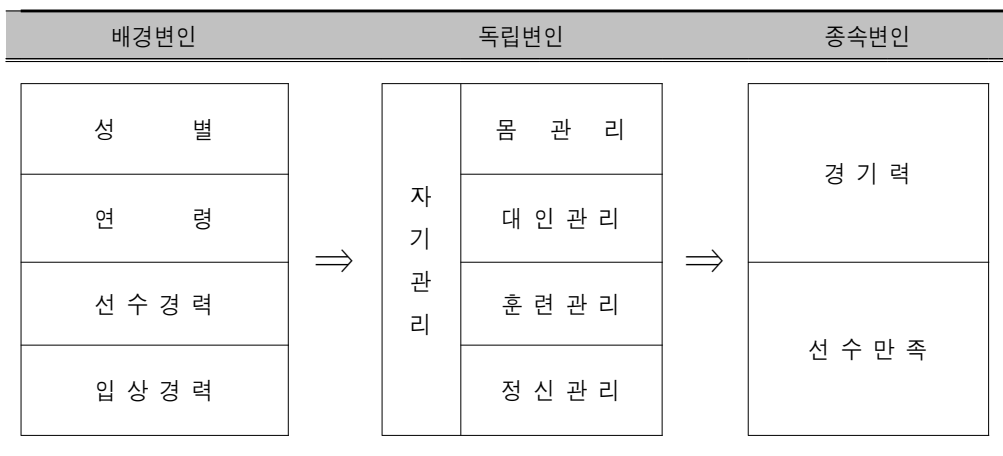 배경변인 독립변인 종속변인
성 별
연 령
선 수 경 력
입 상 경 력
⇒
자
기
관
리
몸 관 리
대 인 관 리
훈 련 관 리
정 신 관 리
⇒
경 기 력
선 수 만 족